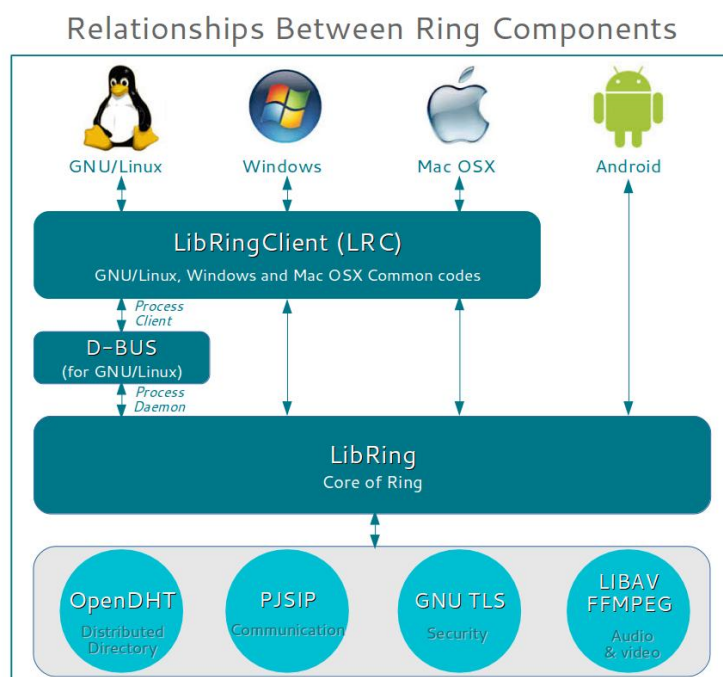 Relationships Between Ring Components
GNU/Linux
Windows
Mac OSX
Android
LibRingClient (LRC)
GNU/Linux, Windows and Mac OSX Common codes
Process
Client
D-BUS
(for GNU/Linux)
Process
Daemon
LibRing
Core of Ring
OpenDHT
Distributed
Directory
PJSIP
Communication
GNU TLS
Security
LIBAV
FFMPEG
Audio
& video